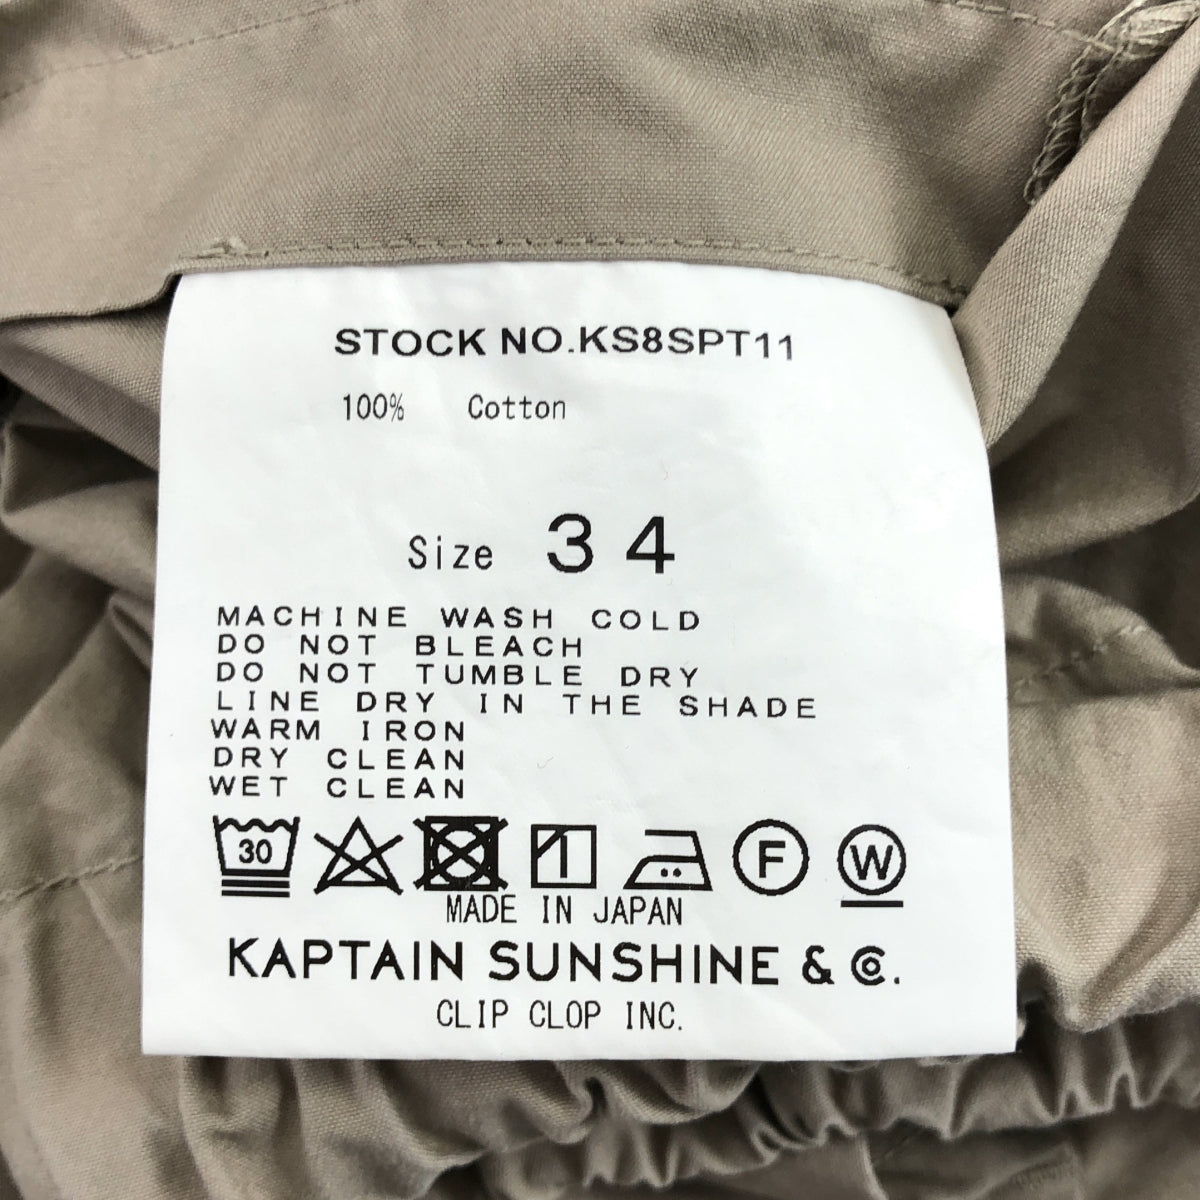 STOCK NO.KS8SPT11
100% Cotton
Size 34
MACHINE WASH COLD
DO NOT BLEACH
DO NOT TUMBLE DRY
LINE DRY IN THE SHADE
WARM IRON
DRY CLEAN
WET CLEAN
30 F W
MADE IN JAPAN
KAPTAIN SUNSHINE & Co.
CLIP CLOP INC.